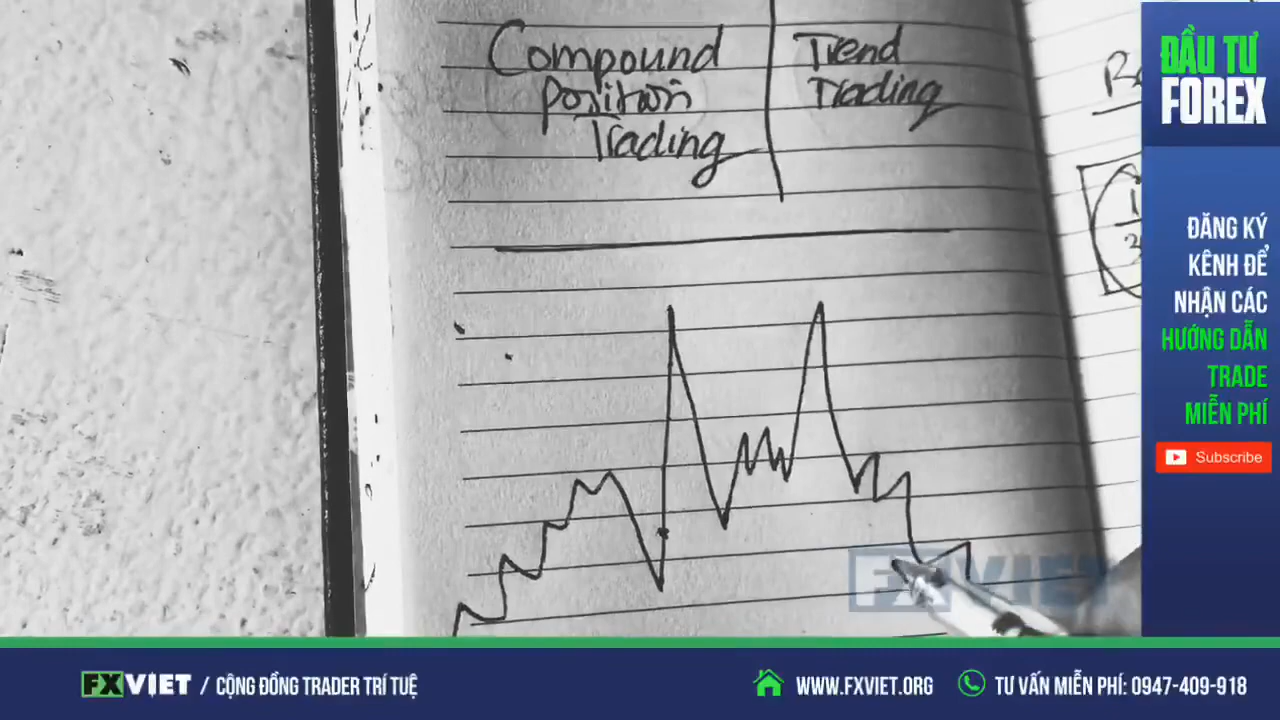 Compound
Position
Trading
Trend
Trading
ĐẦU TƯ
FOREX
ĐĂNG KÝ
KÊNH ĐỂ
NHẬN CÁC
HƯỚNG DẪN
TRADE
MIỄN PHÍ
Subscribe
FXVIET
FXVIET / CỘNG ĐỒNG TRADER TRÍ TUỆ
WWW.FXVIET.ORG
TƯ VẤN MIỄN PHÍ: 0947-409-918